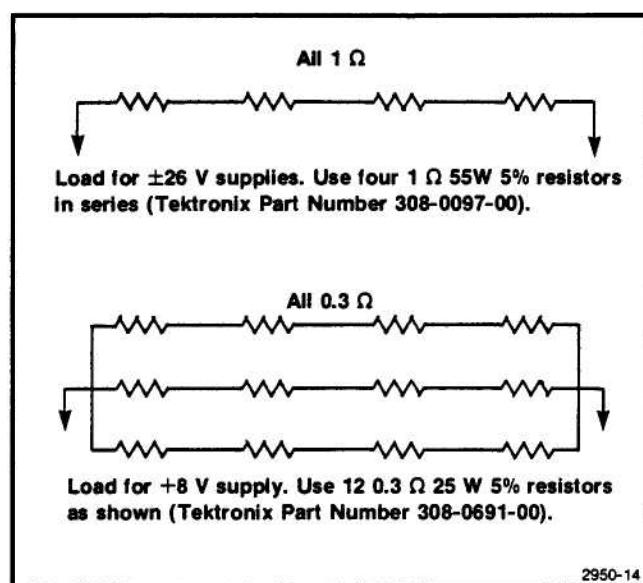 All 1 Ω
Load for ±26 V supplies. Use four 1 Ω 55W 5% resistors
in series (Tektronix Part Number 308-0097-00).
All 0.3 Ω
Load for +8 V supply. Use 12 0.3 Ω 25 W 5% resistors
as shown (Tektronix Part Number 308-0691-00).
2950-14